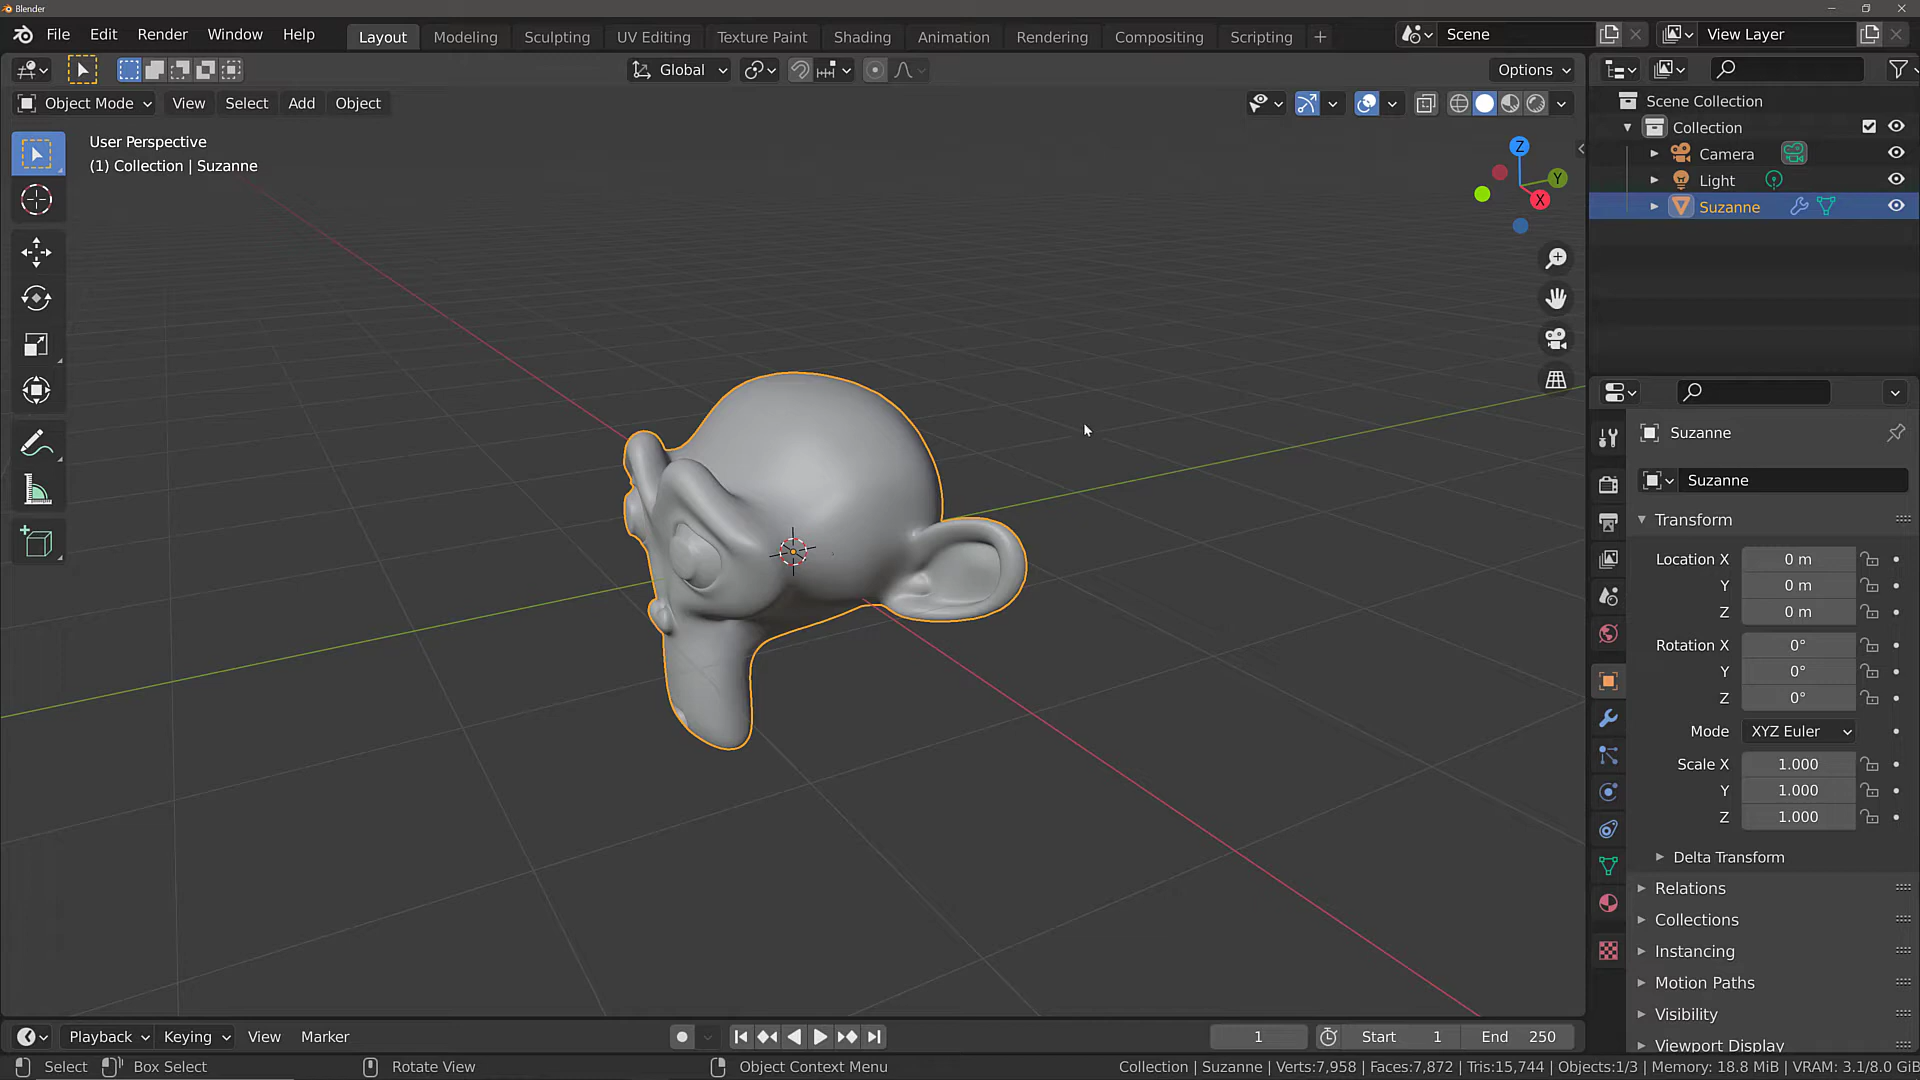 Blender
File Edit Render Window Help
Layout Modeling Sculpting UV Editing Texture Paint Shading Animation Rendering Compositing Scripting +
Scene
View Layer
Global
Options
Object Mode View Select Add Object
User Perspective
(1) Collection | Suzanne
Z
Y
X
Scene Collection
Collection
Camera
Light
Suzanne
Suzanne
Suzanne
Transform
Location X 0 m
Y 0 m
Z 0 m
Rotation X 0°
Y 0°
Z 0°
Mode XYZ Euler
Scale X 1.000
Y 1.000
Z 1.000
Delta Transform
Relations
Collections
Instancing
Motion Paths
Visibility
Viewport Display
Playback Keying View Marker
1 Start 1 End 250
Select Box Select Rotate View Object Context Menu
Collection | Suzanne | Verts:7,958 | Faces:7,872 | Tris:15,744 | Objects:1/3 | Memory: 18.8 MiB | VRAM: 3.1/8.0 GiB